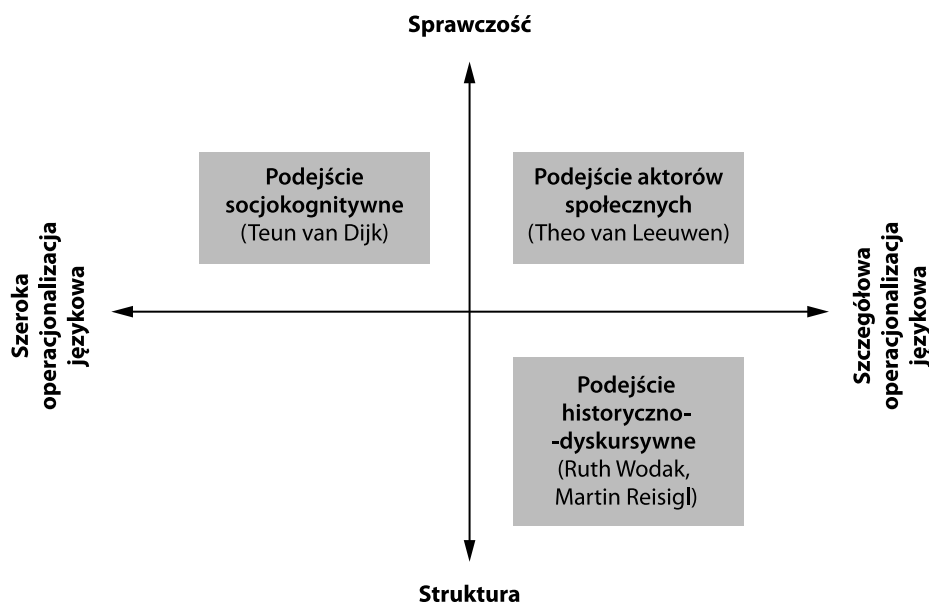 Sprawczość
Podejście
socjokognitywne
(Teun van Dijk)
Podejście aktorów
społecznych
(Theo van Leeuwen)
Szeroka
operacjonalizacja
językowa
Szczegółowa
operacjonalizacja
językowa
Podejście
historyczno-
-dyskursywne
(Ruth Wodak,
Martin Reisigl)
Struktura